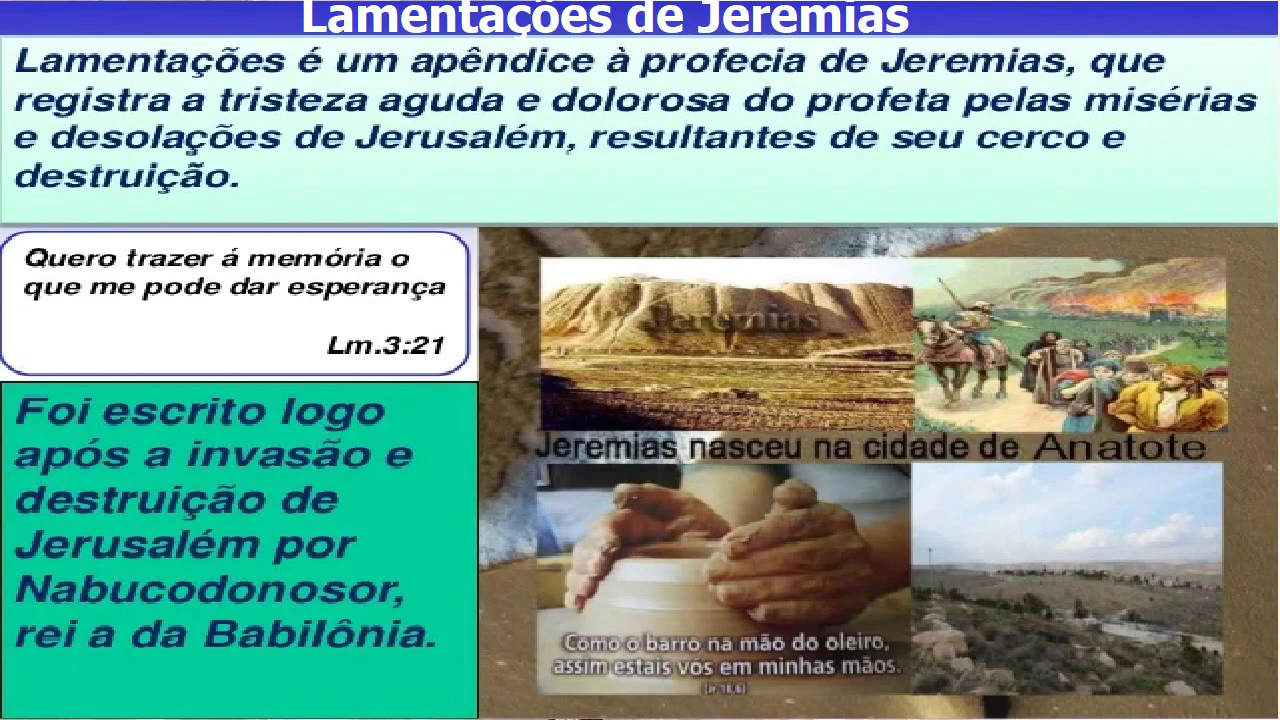 Lamentações de Jeremias
Lamentações é um apêndice à profecia de Jeremias, que
registra a tristeza aguda e dolorosa do profeta pelas misérias
e desolações de Jerusalém, resultantes de seu cerco e
destruição.
Quero trazer á memória o
que me pode dar esperança
Lm.3:21
Foi escrito logo
após a invasão e
destruição de
Jerusalém por
Nabucodonosor,
rei a da Babilônia.
Jeremias
Jeremias nasceu na cidade de Anatote
Como o barro na mão do oleiro,
assim estais vós em minhas mãos.
(Jr 18,6)